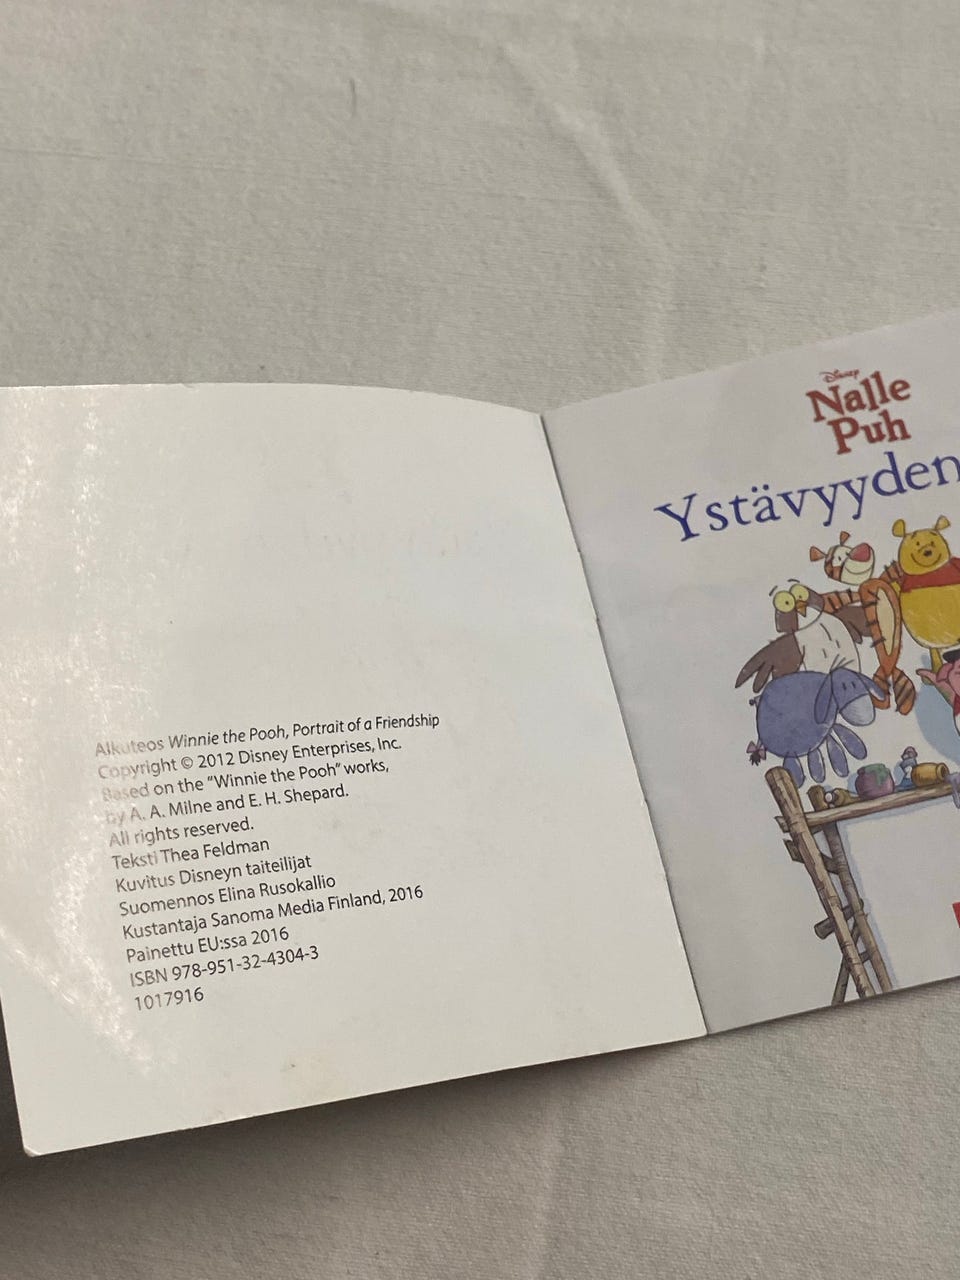 Alkuteos Winnie the Pooh, Portrait of a Friendship
Copyright © 2012 Disney Enterprises, Inc.
Based on the "Winnie the Pooh" works,
by A. A. Milne and E. H. Shepard.
All rights reserved.
Teksti Thea Feldman
Kuvitus Disneyn taiteilijat
Suomennos Elina Rusokallio
Kustantaja Sanoma Media Finland, 2016
Painettu EU:ssa 2016
ISBN 978-951-32-4304-3
1017916
Disney
Nalle
Puh
Ystävyyden